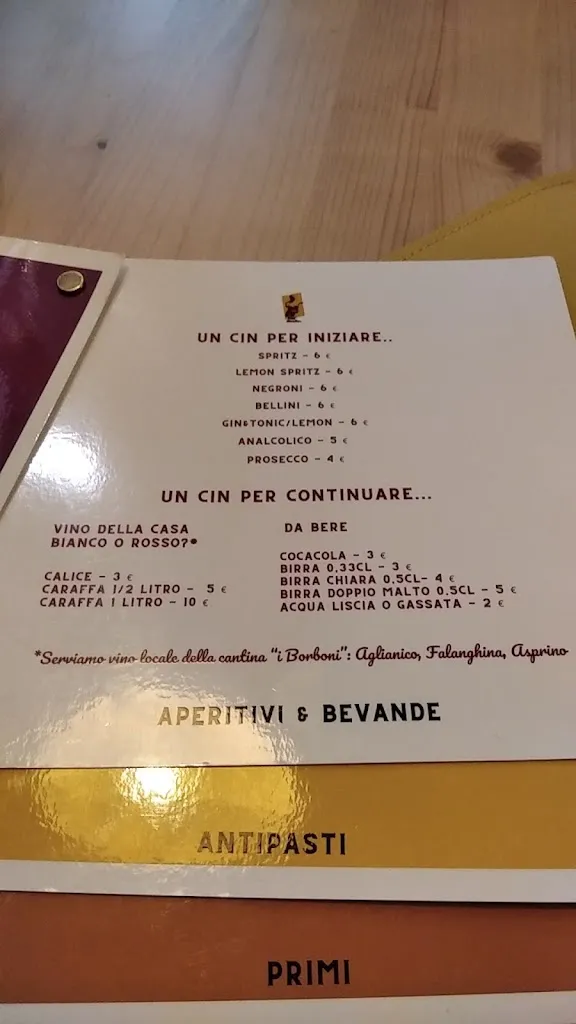 UN CIN PER INIZIARE..
SPRITZ - 6 €
LEMON SPRITZ - 6 €
NEGRONI - 6 €
BELLINI - 6 €
GIN&TONIC/LEMON - 6 €
ANALCOLICO - 5 €
PROSECCO - 4 €
UN CIN PER CONTINUARE...
VINO DELLA CASA
BIANCO O ROSSO?*
CALICE - 3 €
CARAFFA 1/2 LITRO - 5 €
CARAFFA 1 LITRO - 10 €
DA BERE
COCACOLA - 3 €
BIRRA 0,33CL - 3 €
BIRRA CHIARA 0,5CL- 4 €
BIRRA DOPPIO MALTO 0,5CL - 5 €
ACQUA LISCIA O GASSATA - 2 €
*Serviamo vino locale della cantina "i Borboni": Aglianico, Falanghina, Asprino
APERITIVI & BEVANDE
ANTIPASTI
PRIMI